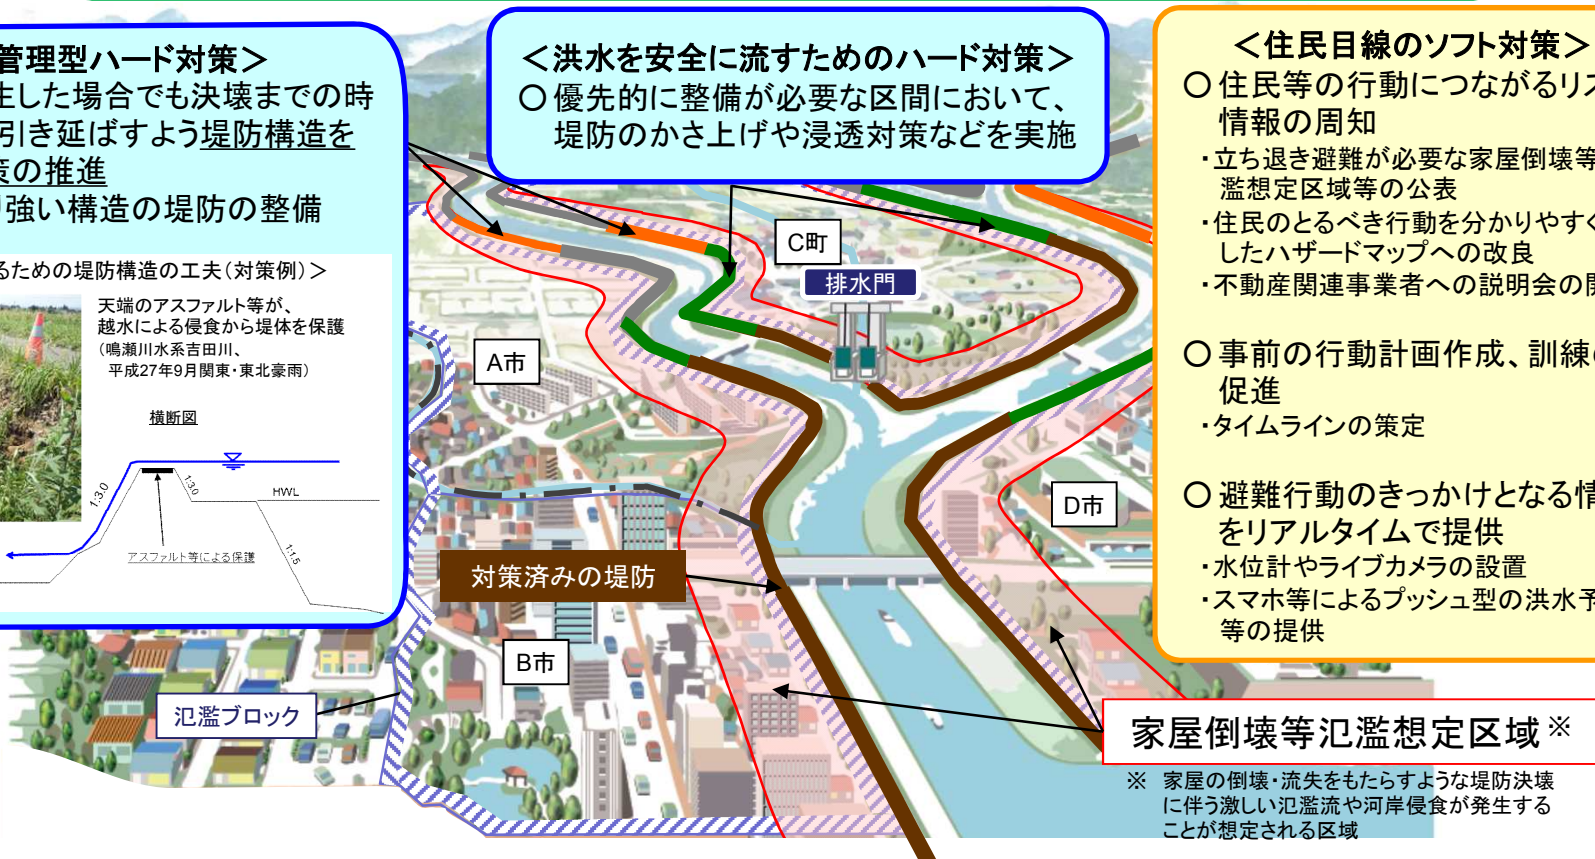 管理型ハード対策＞
生した場合でも決壊までの時
引き延ばすよう堤防構造を
策の推進
り強い構造の堤防の整備
るための堤防構造の工夫（対策例）＞
天端のアスファルト等が、
越水による侵食から堤体を保護
（鳴瀬川水系吉田川、
平成27年9月関東・東北豪雨）
横断図
1:3.0
1:3.0
HWL
1:1.5
アスファルト等による保護
＜洪水を安全に流すためのハード対策＞
○優先的に整備が必要な区間において、
堤防のかさ上げや浸透対策などを実施
＜住民目線のソフト対策＞
○住民等の行動につながるリス
情報の周知
・立ち退き避難が必要な家屋倒壊等
濫想定区域等の公表
・住民のとるべき行動を分かりやすく
したハザードマップへの改良
・不動産関連事業者への説明会の開
○事前の行動計画作成、訓練の
促進
・タイムラインの策定
○避難行動のきっかけとなる情
をリアルタイムで提供
・水位計やライブカメラの設置
・スマホ等によるプッシュ型の洪水予
等の提供
C町
排水門
A市
D市
対策済みの堤防
B市
氾濫ブロック
家屋倒壊等氾濫想定区域※
※　家屋の倒壊・流失をもたらすような堤防決壊
に伴う激しい氾濫流や河岸侵食が発生する
ことが想定される区域